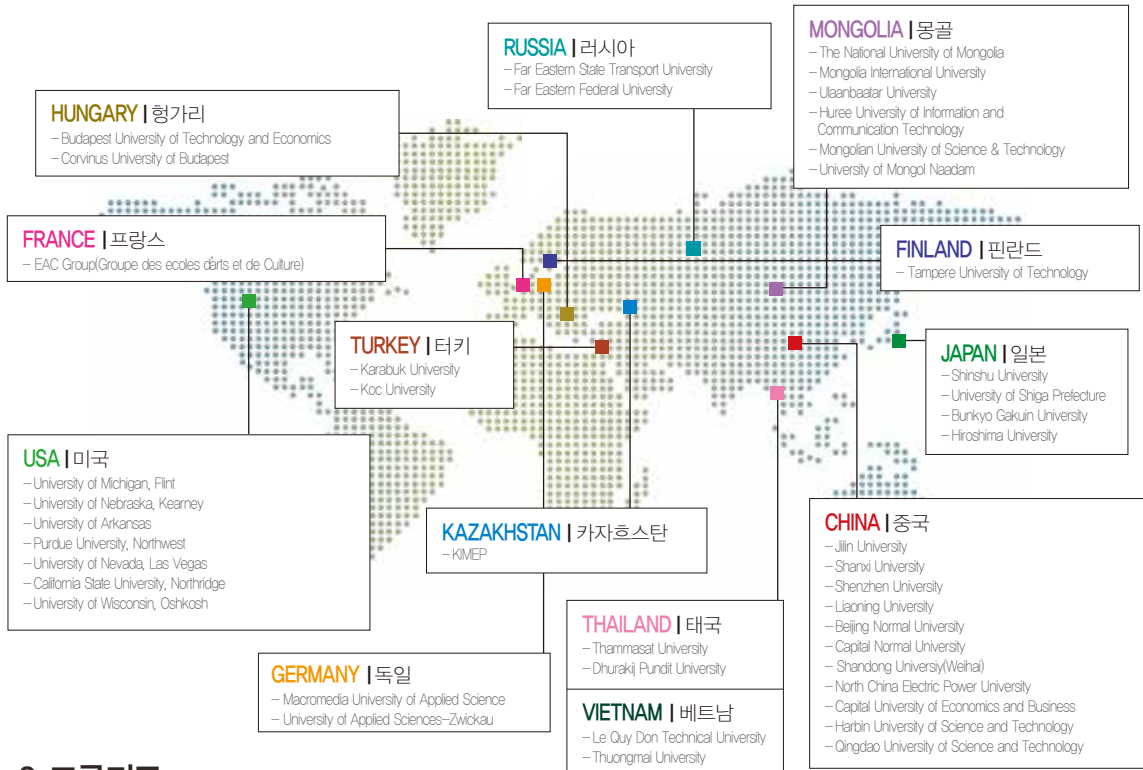 RUSSIA | 러시아
– Far Eastern State Transport University
– Far Eastern Federal University
MONGOLIA | 몽골
– The National University of Mongolia
– Mongolia International University
– Ulaanbaatar University
– Huree University of Information and
Communication Technology
– Mongolian University of Science & Technology
– University of Mongol Naadam
HUNGARY | 헝가리
– Budapest University of Technology and Economics
– Corvinus University of Budapest
FRANCE | 프랑스
– EAC Group(Groupe des ecoles d'arts et de Culture)
FINLAND | 핀란드
– Tampere University of Technology
TURKEY | 터키
– Karabuk University
– Koc University
JAPAN | 일본
– Shinshu University
– University of Shiga Prefecture
– Bunkyo Gakuin University
– Hiroshima University
USA | 미국
– University of Michigan, Flint
– University of Nebraska, Kearney
– University of Arkansas
– Purdue University, Northwest
– University of Nevada, Las Vegas
– California State University, Northridge
– University of Wisconsin, Oshkosh
KAZAKHSTAN | 카자흐스탄
– KIMEP
CHINA | 중국
– Jilin University
– Shanxi University
– Shenzhen University
– Liaoning University
– Beijing Normal University
– Capital Normal University
– Shandong Universiy(Weihai)
– North China Electric Power University
– Capital University of Economics and Business
– Harbin University of Science and Technology
– Qingdao University of Science and Technology
THAILAND | 태국
– Thammasat University
– Dhurakij Pundit University
GERMANY | 독일
– Macromedia University of Applied Science
– University of Applied Sciences–Zwickau
VIETNAM | 베트남
– Le Quy Don Technical University
– Thuongmai University